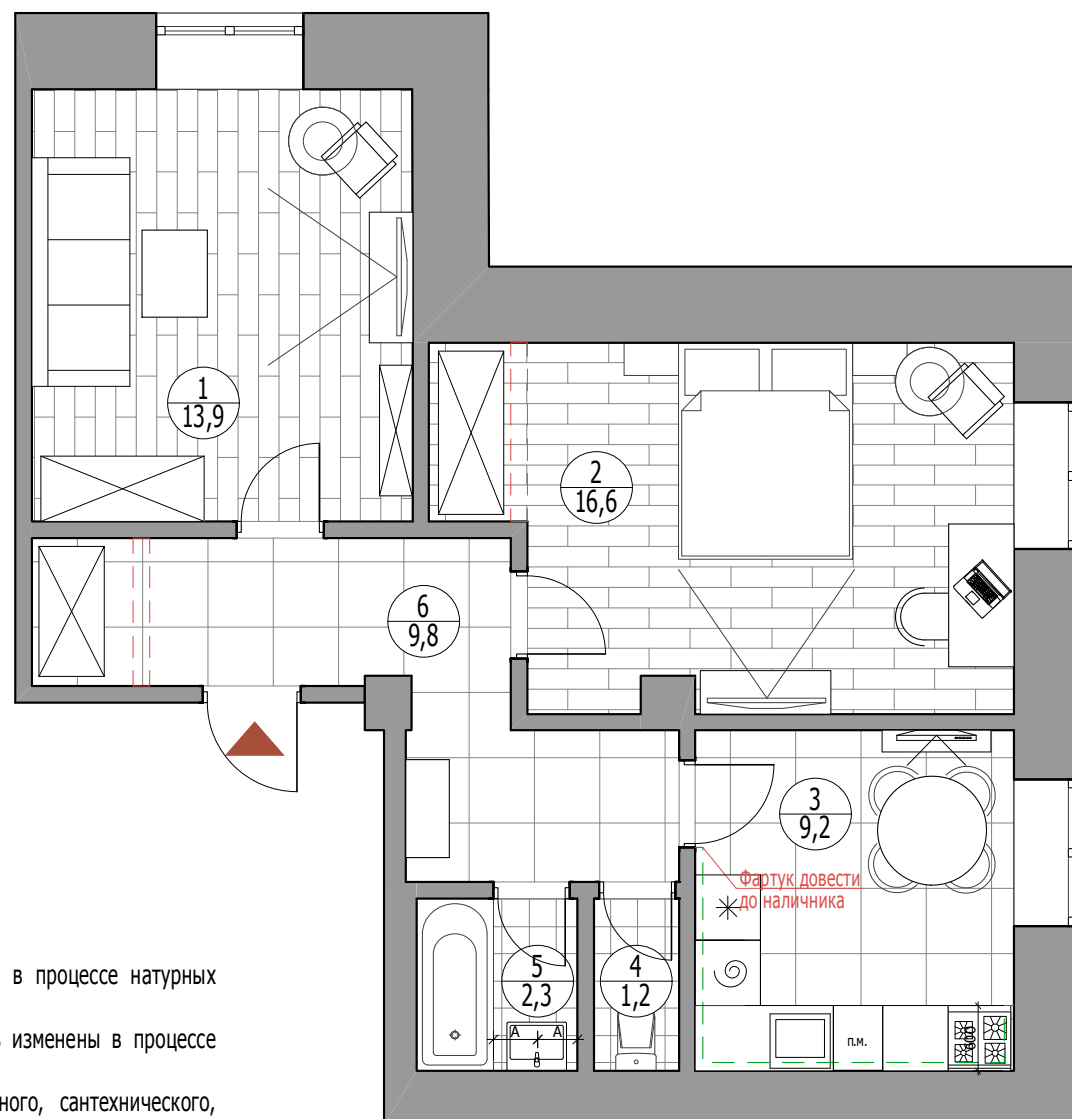 1
13,9
2
16,6
6
9,8
3
9,2
Фартук довести
до наличника
5
2,3
4
1,2
А А
п.м.
600
в процессе натурных
изменены в процессе
ного, сантехнического,